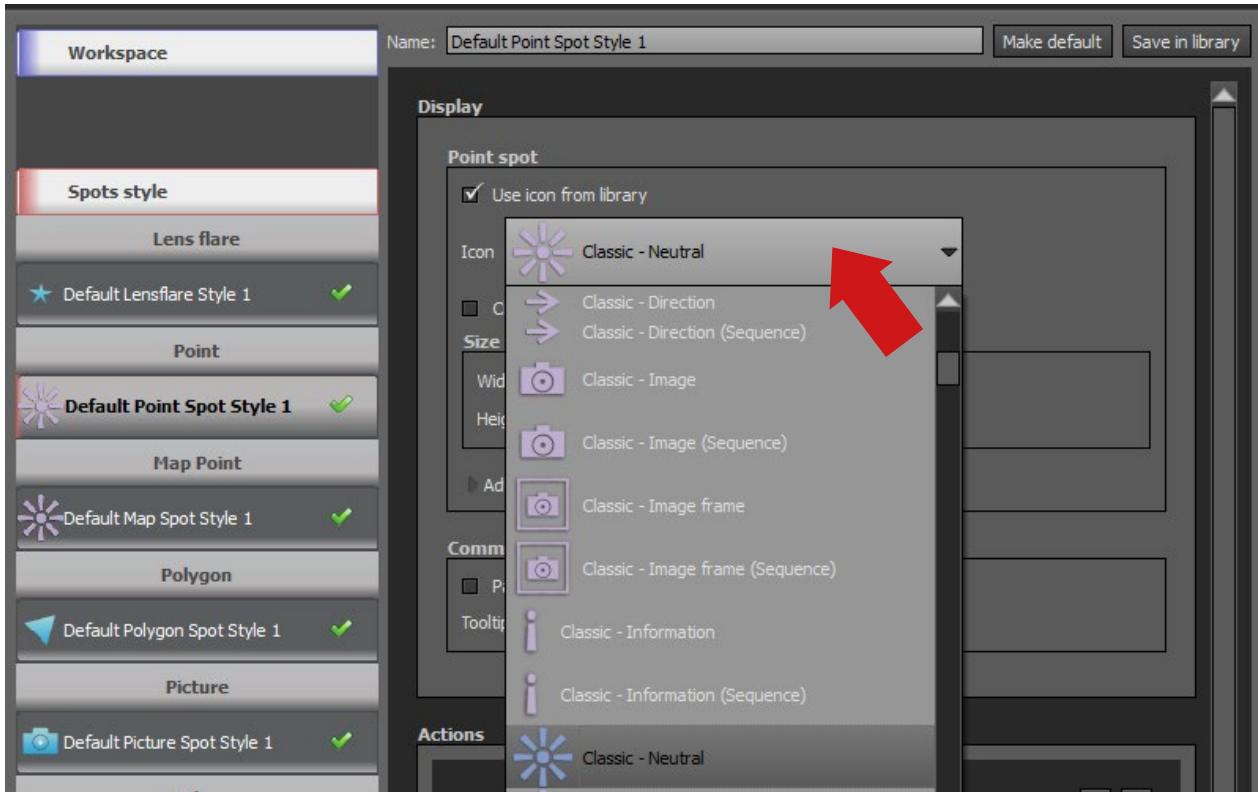 Workspace
Spots style
Lens flare
Default Lensflare Style 1
Point
Default Point Spot Style 1
Map Point
Default Map Spot Style 1
Polygon
Default Polygon Spot Style 1
Picture
Default Picture Spot Style 1
Name: Default Point Spot Style 1 Make default Save in library
Display
Point spot
Use icon from library
Icon Classic - Neutral
Classic - Direction
Classic - Direction (Sequence)
Size
Classic - Image
Classic - Image (Sequence)
Classic - Image frame
Classic - Image frame (Sequence)
Classic - Information
Classic - Information (Sequence)
Actions
Classic - Neutral